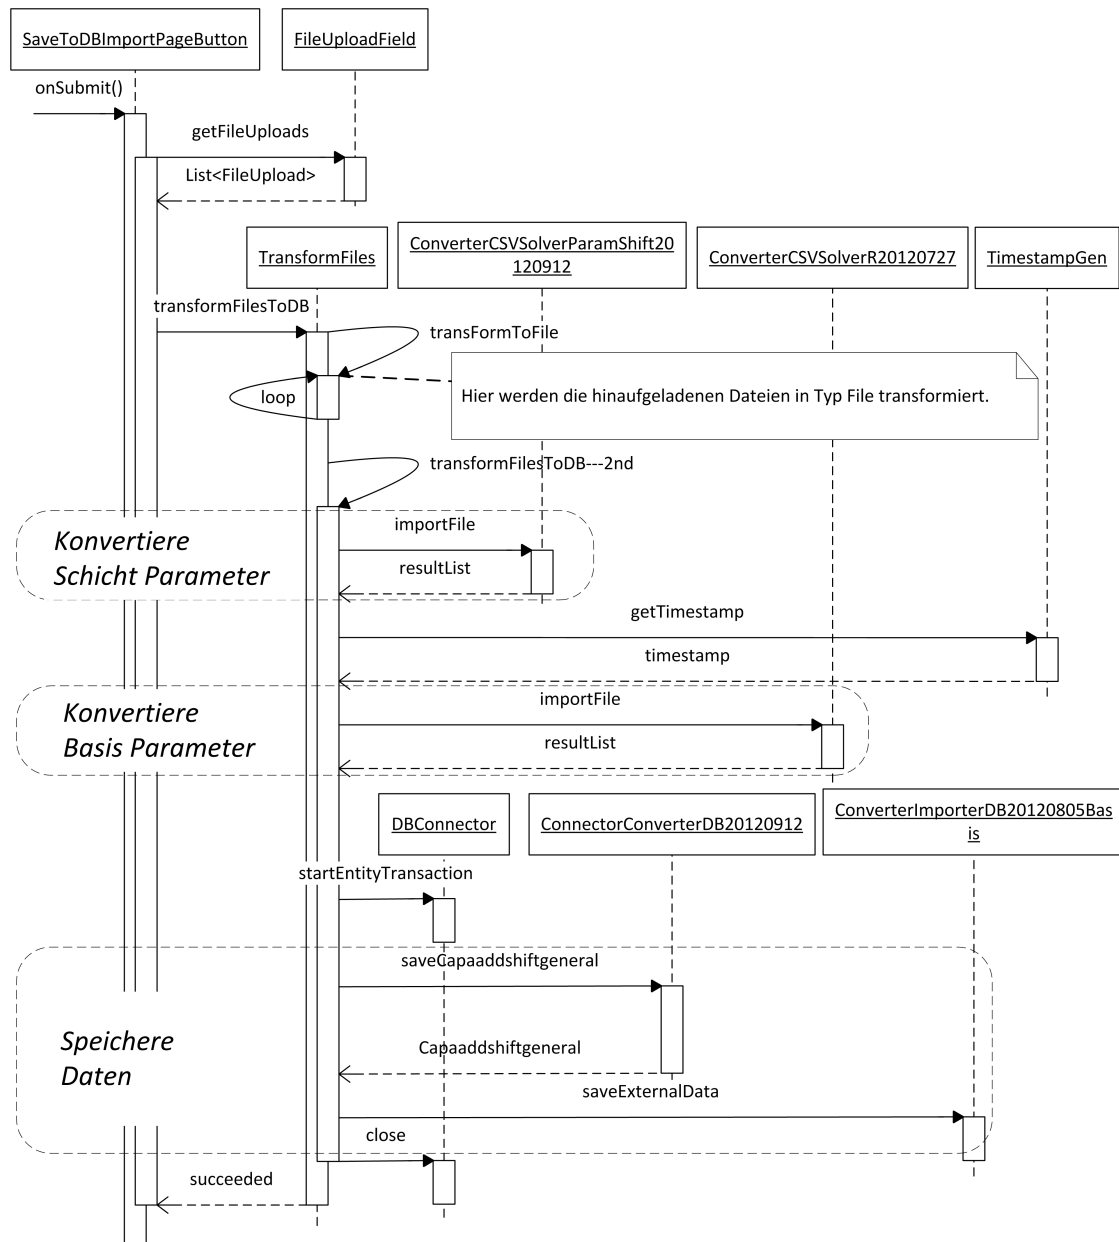 SaveToDBImportPageButton
FileUploadField
onSubmit()
getFileUploads
List<FileUpload>
TransformFiles
ConverterCSVSolverParamShift20
120912
ConverterCSVSolverR20120727
TimestampGen
transformFilesToDB
transFormToFile
loop
Hier werden die hinaufgeladenen Dateien in Typ File transformiert.
transformFilesToDB---2nd
Konvertiere
Schicht Parameter
importFile
resultList
getTimestamp
timestamp
Konvertiere
Basis Parameter
importFile
resultList
DBConnector
ConnectorConverterDB20120912
ConverterImporterDB20120805Bas
is
startEntityTransaction
saveCapaaddshiftgeneral
Speichere
Daten
Capaaddshiftgeneral
saveExternalData
close
succeeded